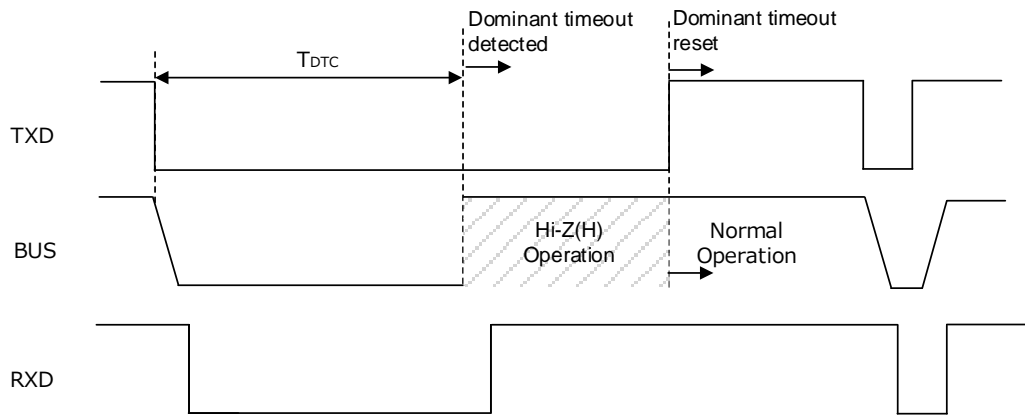 Dominant timeout
detected
Dominant timeout
reset
TDTC
TXD
BUS
Hi-Z(H)
Operation
Normal
Operation
RXD